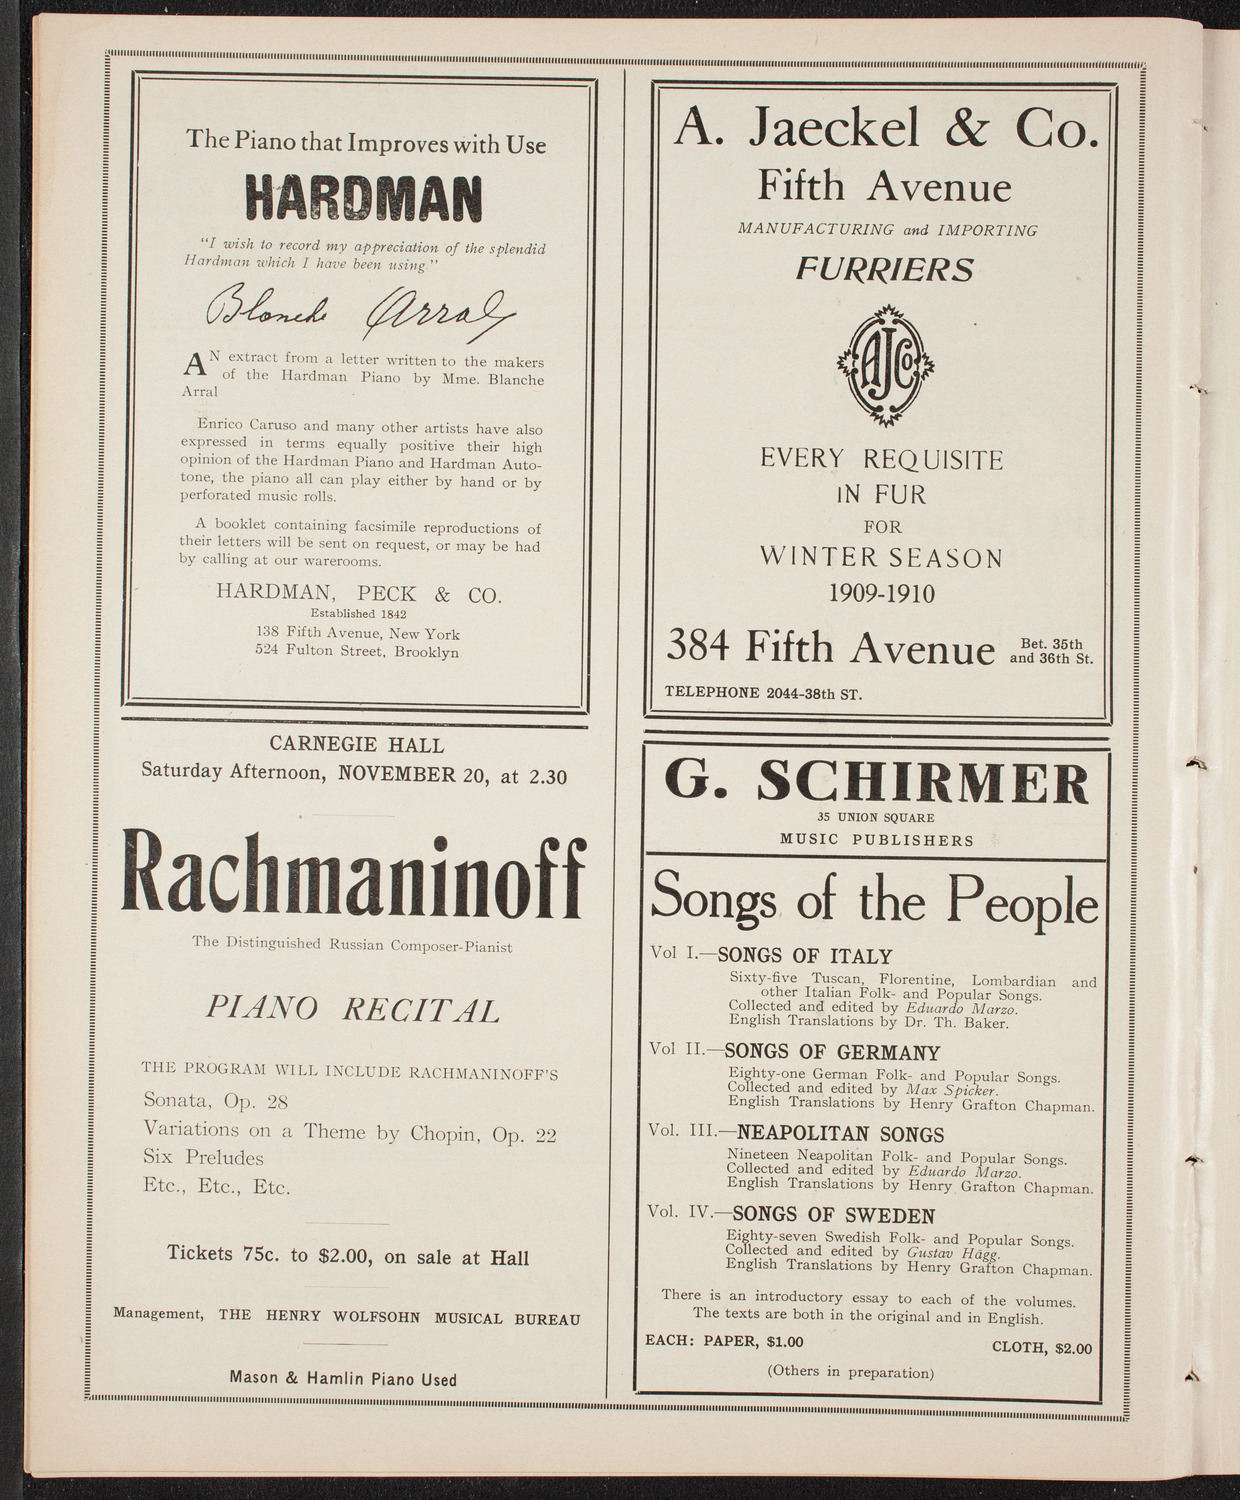 The Piano that Improves with Use
HARDMAN
"I wish to record my appreciation of the splendid
Hardman which I have been using."
Blanche Arral
AN extract from a letter written to the makers
of the Hardman Piano by Mme. Blanche
Arral
Enrico Caruso and many other artists have also
expressed in terms equally positive their high
opinion of the Hardman Piano and Hardman Auto-
tone, the piano all can play either by hand or by
perforated music rolls.
A booklet containing facsimile reproductions of
their letters will be sent on request, or may be had
by calling at our warerooms.
HARDMAN, PECK & CO.
Established 1842
138 Fifth Avenue, New York
524 Fulton Street, Brooklyn
CARNEGIE HALL
Saturday Afternoon, NOVEMBER 20, at 2.30
Rachmaninoff
The Distinguished Russian Composer-Pianist
PIANO RECITAL
THE PROGRAM WILL INCLUDE RACHMANINOFF'S
Sonata, Op. 28
Variations on a Theme by Chopin, Op. 22
Six Preludes
Etc., Etc., Etc.
Tickets 75c. to $2.00, on sale at Hall
Management, THE HENRY WOLFSOHN MUSICAL BUREAU
Mason & Hamlin Piano Used
A. Jaeckel & Co.
Fifth Avenue
MANUFACTURING and IMPORTING
FURRIERS
AJCo
EVERY REQUISITE
IN FUR
FOR
WINTER SEASON
1909-1910
384 Fifth Avenue Bet. 35th
and 36th St.
TELEPHONE 2044-38th ST.
G. SCHIRMER
35 UNION SQUARE
MUSIC PUBLISHERS
Songs of the People
Vol I.—SONGS OF ITALY
Sixty-five Tuscan, Florentine, Lombardian and
other Italian Folk- and Popular Songs.
Collected and edited by Eduardo Marzo.
English Translations by Dr. Th. Baker.
Vol II.—SONGS OF GERMANY
Eighty-one German Folk- and Popular Songs.
Collected and edited by Max Spicker.
English Translations by Henry Grafton Chapman.
Vol. III.—NEAPOLITAN SONGS
Nineteen Neapolitan Folk- and Popular Songs.
Collected and edited by Eduardo Marzo.
English Translations by Henry Grafton Chapman.
Vol. IV.—SONGS OF SWEDEN
Eighty-seven Swedish Folk- and Popular Songs.
Collected and edited by Gustav Hägg.
English Translations by Henry Grafton Chapman.
There is an introductory essay to each of the volumes.
The texts are both in the original and in English.
EACH: PAPER, $1.00 CLOTH, $2.00
(Others in preparation)